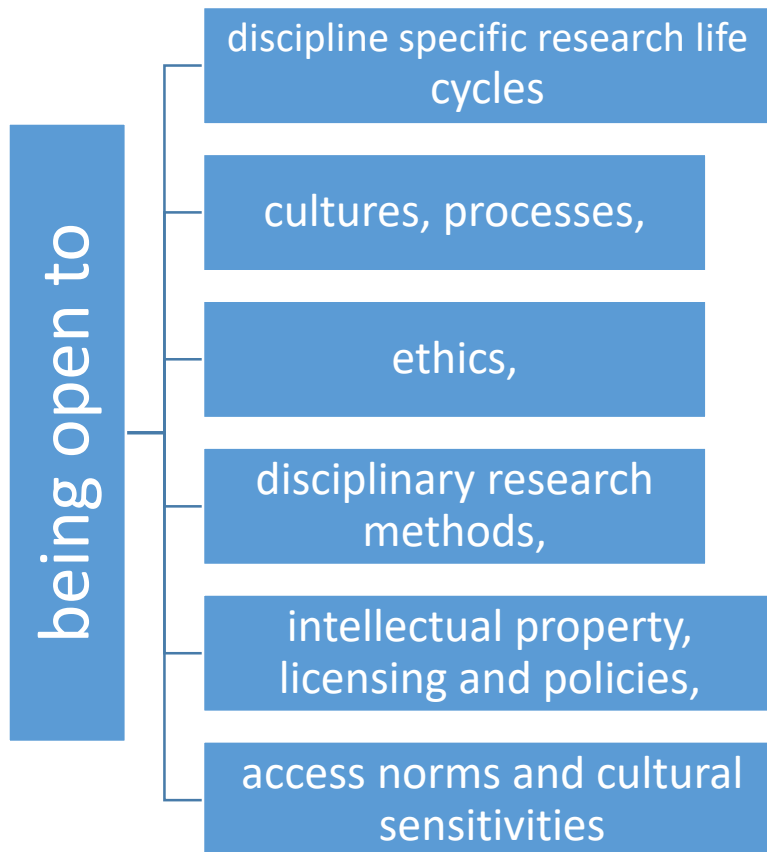 being open to
discipline specific research life
cycles
cultures, processes,
ethics,
disciplinary research
methods,
intellectual property,
licensing and policies,
access norms and cultural
sensitivities